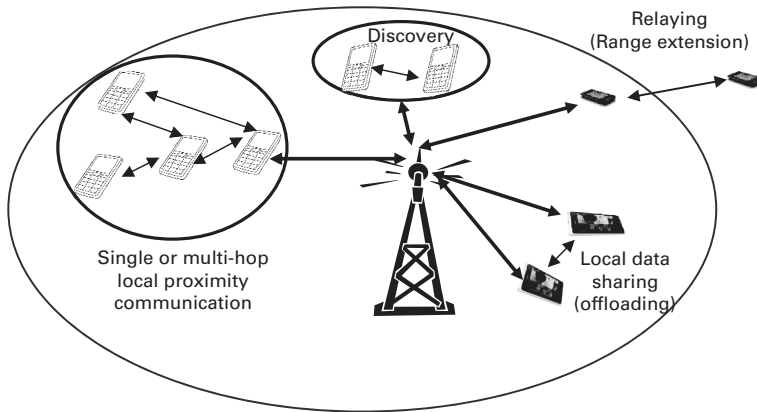 Discovery
Relaying
(Range extension)
Single or multi-hop
local proximity
communication
Local data
sharing
(offloading)